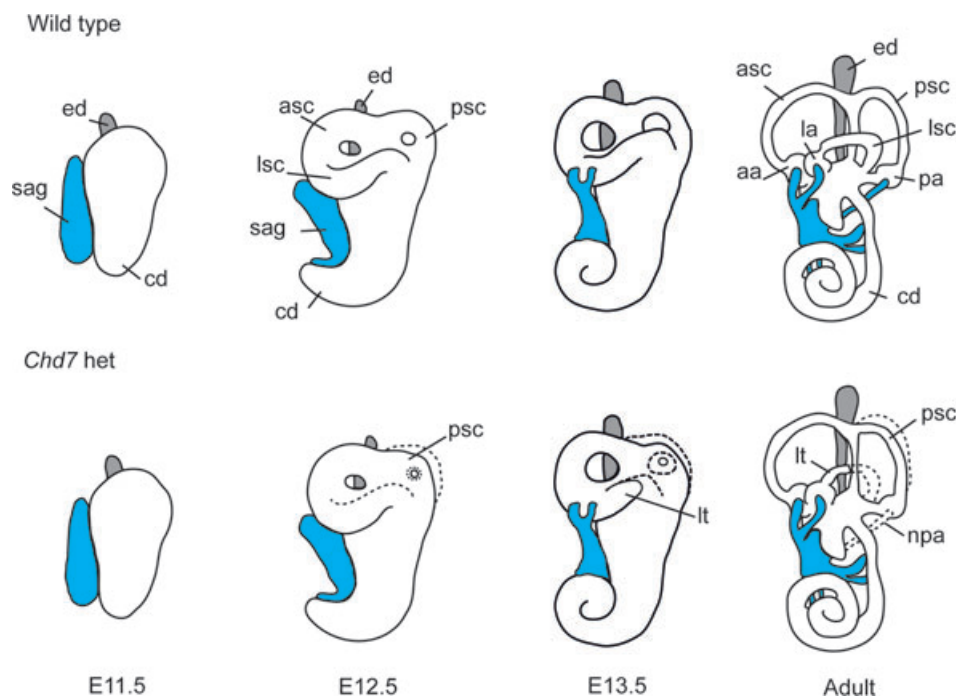 Wild type
ed
sag
cd
ed
asc
psc
lsc
sag
cd
ed
asc
psc
la
lsc
aa
pa
cd
Chd7 het
psc
lt
psc
lt
npa
E11.5 E12.5 E13.5 Adult